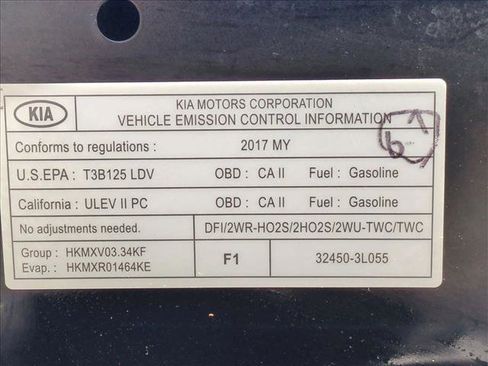 KIA
KIA MOTORS CORPORATION
VEHICLE EMISSION CONTROL INFORMATION
Conforms to regulations : 2017 MY
U.S.EPA : T3B125 LDV OBD : CA II Fuel : Gasoline
California : ULEV II PC OBD : CA II Fuel : Gasoline
No adjustments needed. DFI/2WR-HO2S/2HO2S/2WU-TWC/TWC
Group : HKMXV03.34KF
Evap. : HKMXR01464KE
F1
32450-3L055